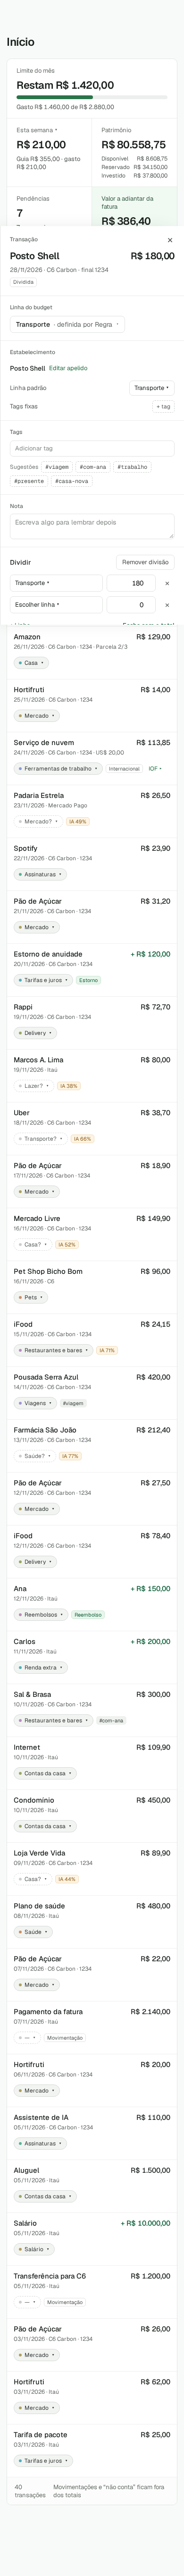 Início
Limite do mês
Restam R$ 1.420,00
Gasto R$ 1.460,00 de R$ 2.880,00
Esta semana
R$ 210,00
Guia R$ 355,00 · gasto
R$ 210,00
Patrimônio
R$ 80.558,75
Disponível R$ 8.608,75
Reservado R$ 34.150,00
Investido R$ 37.800,00
Pendências
7
Valor a adiantar da
fatura
R$ 386,40
Transação
×
Posto Shell R$ 180,00
28/11/2026 · C6 Carbon · final 1234
Dividida
Linha do budget
Transporte · definida por Regra
Estabelecimento
Posto Shell Editar apelido
Linha padrão Transporte
Tags fixas + tag
Tags
Adicionar tag
Sugestões #viagem #com-ana #trabalho
#presente #casa-nova
Nota
Escreva algo para lembrar depois
Dividir Remover divisão
Transporte 180 ×
Escolher linha 0 ×
Amazon R$ 129,00
26/11/2026 · C6 Carbon · 1234 · Parcela 2/3
Casa
Hortifruti R$ 14,00
25/11/2026 · C6 Carbon · 1234
Mercado
Serviço de nuvem R$ 113,85
24/11/2026 · C6 Carbon · 1234 · US$ 20,00
Ferramentas de trabalho Internacional IOF
Padaria Estrela R$ 26,50
23/11/2026 · Mercado Pago
Mercado? IA 49%
Spotify R$ 23,90
22/11/2026 · C6 Carbon · 1234
Assinaturas
Pão de Açúcar R$ 31,20
21/11/2026 · C6 Carbon · 1234
Mercado
Estorno de anuidade + R$ 120,00
20/11/2026 · C6 Carbon · 1234
Tarifas e juros Estorno
Rappi R$ 72,70
19/11/2026 · C6 Carbon · 1234
Delivery
Marcos A. Lima R$ 80,00
19/11/2026 · Itaú
Lazer? IA 38%
Uber R$ 38,70
18/11/2026 · C6 Carbon · 1234
Transporte? IA 66%
Pão de Açúcar R$ 18,90
17/11/2026 · C6 Carbon · 1234
Mercado
Mercado Livre R$ 149,90
16/11/2026 · C6 Carbon · 1234
Casa? IA 52%
Pet Shop Bicho Bom R$ 96,00
16/11/2026 · C6
Pets
iFood R$ 24,15
15/11/2026 · C6 Carbon · 1234
Restaurantes e bares IA 71%
Pousada Serra Azul R$ 420,00
14/11/2026 · C6 Carbon · 1234
Viagens #viagem
Farmácia São João R$ 212,40
13/11/2026 · C6 Carbon · 1234
Saúde? IA 77%
Pão de Açúcar R$ 27,50
12/11/2026 · C6 Carbon · 1234
Mercado
iFood R$ 78,40
12/11/2026 · C6 Carbon · 1234
Delivery
Ana + R$ 150,00
12/11/2026 · Itaú
Reembolsos Reembolso
Carlos + R$ 200,00
11/11/2026 · Itaú
Renda extra
Sal & Brasa R$ 300,00
10/11/2026 · C6 Carbon · 1234
Restaurantes e bares #com-ana
Internet R$ 109,90
10/11/2026 · Itaú
Contas da casa
Condomínio R$ 450,00
10/11/2026 · Itaú
Contas da casa
Loja Verde Vida R$ 89,90
09/11/2026 · C6 Carbon · 1234
Casa? IA 44%
Plano de saúde R$ 480,00
08/11/2026 · Itaú
Saúde
Pão de Açúcar R$ 22,00
07/11/2026 · C6 Carbon · 1234
Mercado
Pagamento da fatura R$ 2.140,00
07/11/2026 · Itaú
— Movimentação
Hortifruti R$ 20,00
06/11/2026 · C6 Carbon · 1234
Mercado
Assistente de IA R$ 110,00
05/11/2026 · C6 Carbon · 1234
Assinaturas
Aluguel R$ 1.500,00
05/11/2026 · Itaú
Contas da casa
Salário + R$ 10.000,00
05/11/2026 · Itaú
Salário
Transferência para C6 R$ 1.200,00
05/11/2026 · Itaú
— Movimentação
Pão de Açúcar R$ 26,00
03/11/2026 · C6 Carbon · 1234
Mercado
Hortifruti R$ 62,00
03/11/2026 · Itaú
Mercado
Tarifa de pacote R$ 25,00
03/11/2026 · Itaú
Tarifas e juros
40
transações
Movimentações e “não conta” ficam fora
dos totais